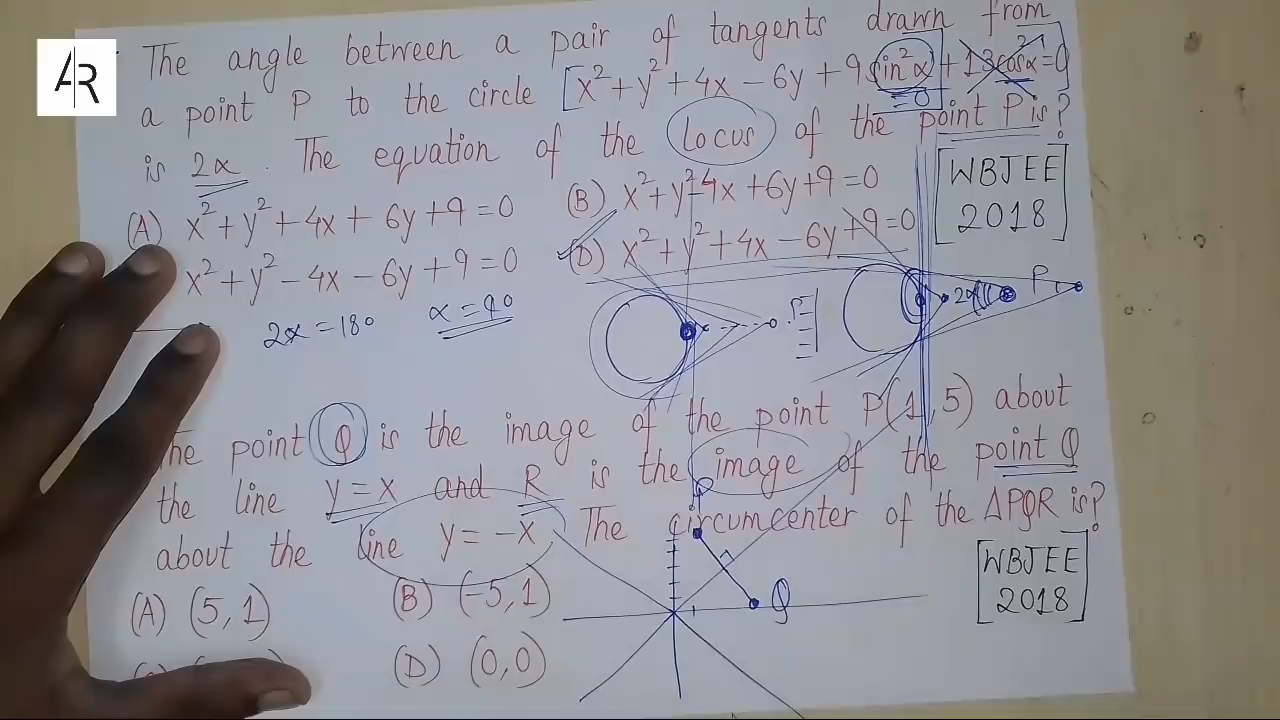 AR
The angle between a pair of tangents drawn from
a point P to the circle [x²+y²+4x-6y+9sin²α+13cos²α=0]
=0
is 2α. The equation of the locus of the point P is?
[WBJEE 2018]
(A) x²+y²+4x+6y+9=0
(B) x²+y²-4x+6y+9=0
x²+y²-4x-6y+9=0
(D) x²+y²+4x-6y+9=0
2α=180
α=90
P
2α
P
The point Q is the image of the point P(1,5) about
the line y=x and R is the image of the point Q
about the line y=-x. The circumcenter of the ΔPQR is?
[WBJEE 2018]
(A) (5,1)
(B) (-5,1)
(D) (0,0)
Q